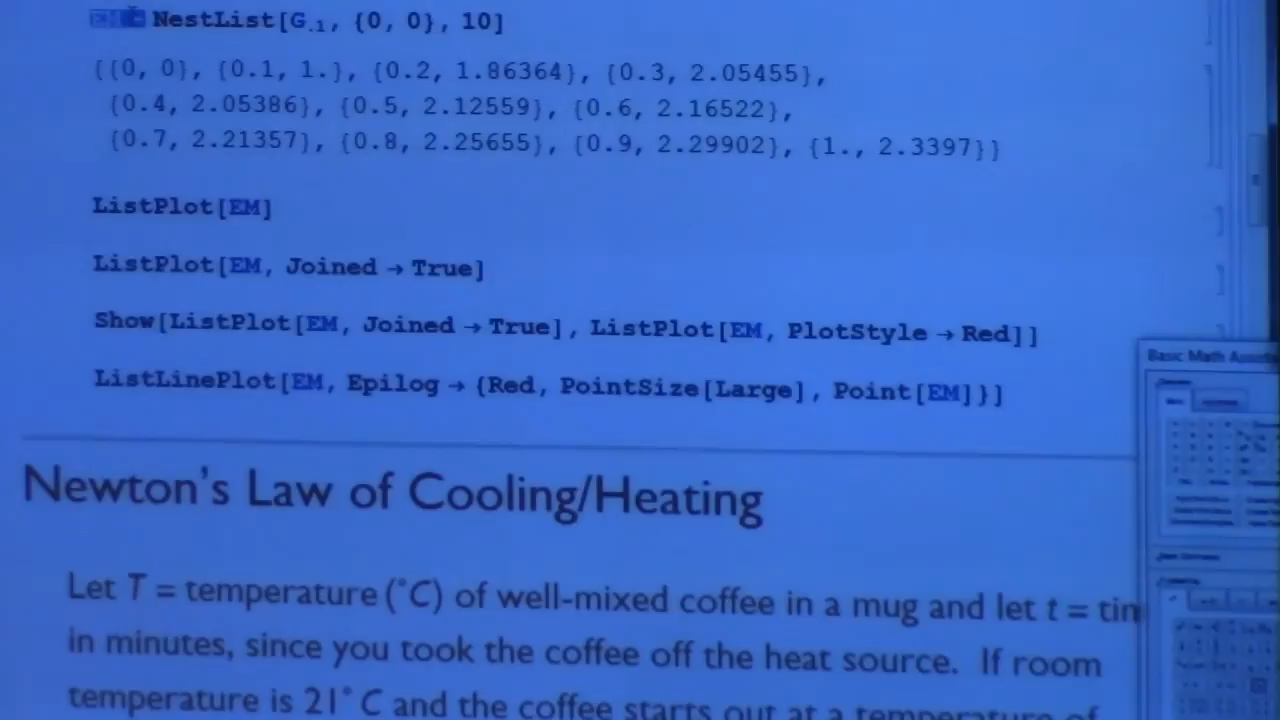 NestList[G.1, {0, 0}, 10]
{{0, 0}, {0.1, 1.}, {0.2, 1.86364}, {0.3, 2.05455},
{0.4, 2.05386}, {0.5, 2.12559}, {0.6, 2.16522},
{0.7, 2.21357}, {0.8, 2.25655}, {0.9, 2.29902}, {1., 2.3397}}
ListPlot[EM]
ListPlot[EM, Joined → True]
Show[ListPlot[EM, Joined → True], ListPlot[EM, PlotStyle → Red]]
ListLinePlot[EM, Epilog → {Red, PointSize[Large], Point[EM]}]
Basic Math
Newton's Law of Cooling/Heating
Let T = temperature (°C) of well-mixed coffee in a mug and let t =
in minutes, since you took the coffee off the heat source. If room
temperature is 21° C and the coffee starts out at a temperature of